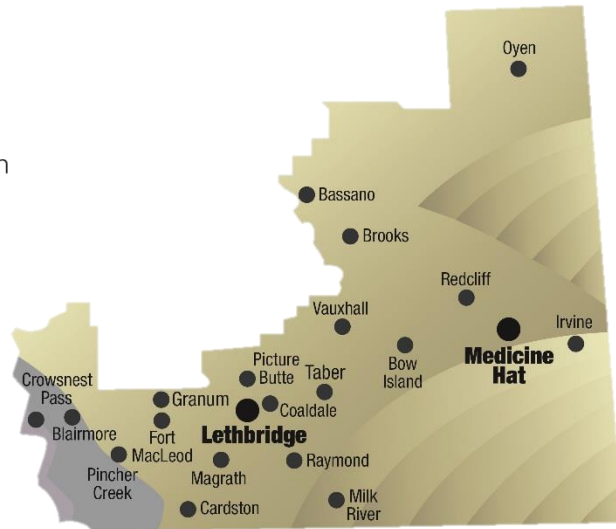 Oyen
n
Bassano
Brooks
Redcliff
Vauxhall
Irvine
Medicine
Hat
Bow
Island
Picture
Butte
Taber
Crowsnest
Pass
Granum
Coaldale
Blairmore
Fort
MacLeod
Lethbridge
Pincher
Creek
Magrath
Raymond
Cardston
Milk
River